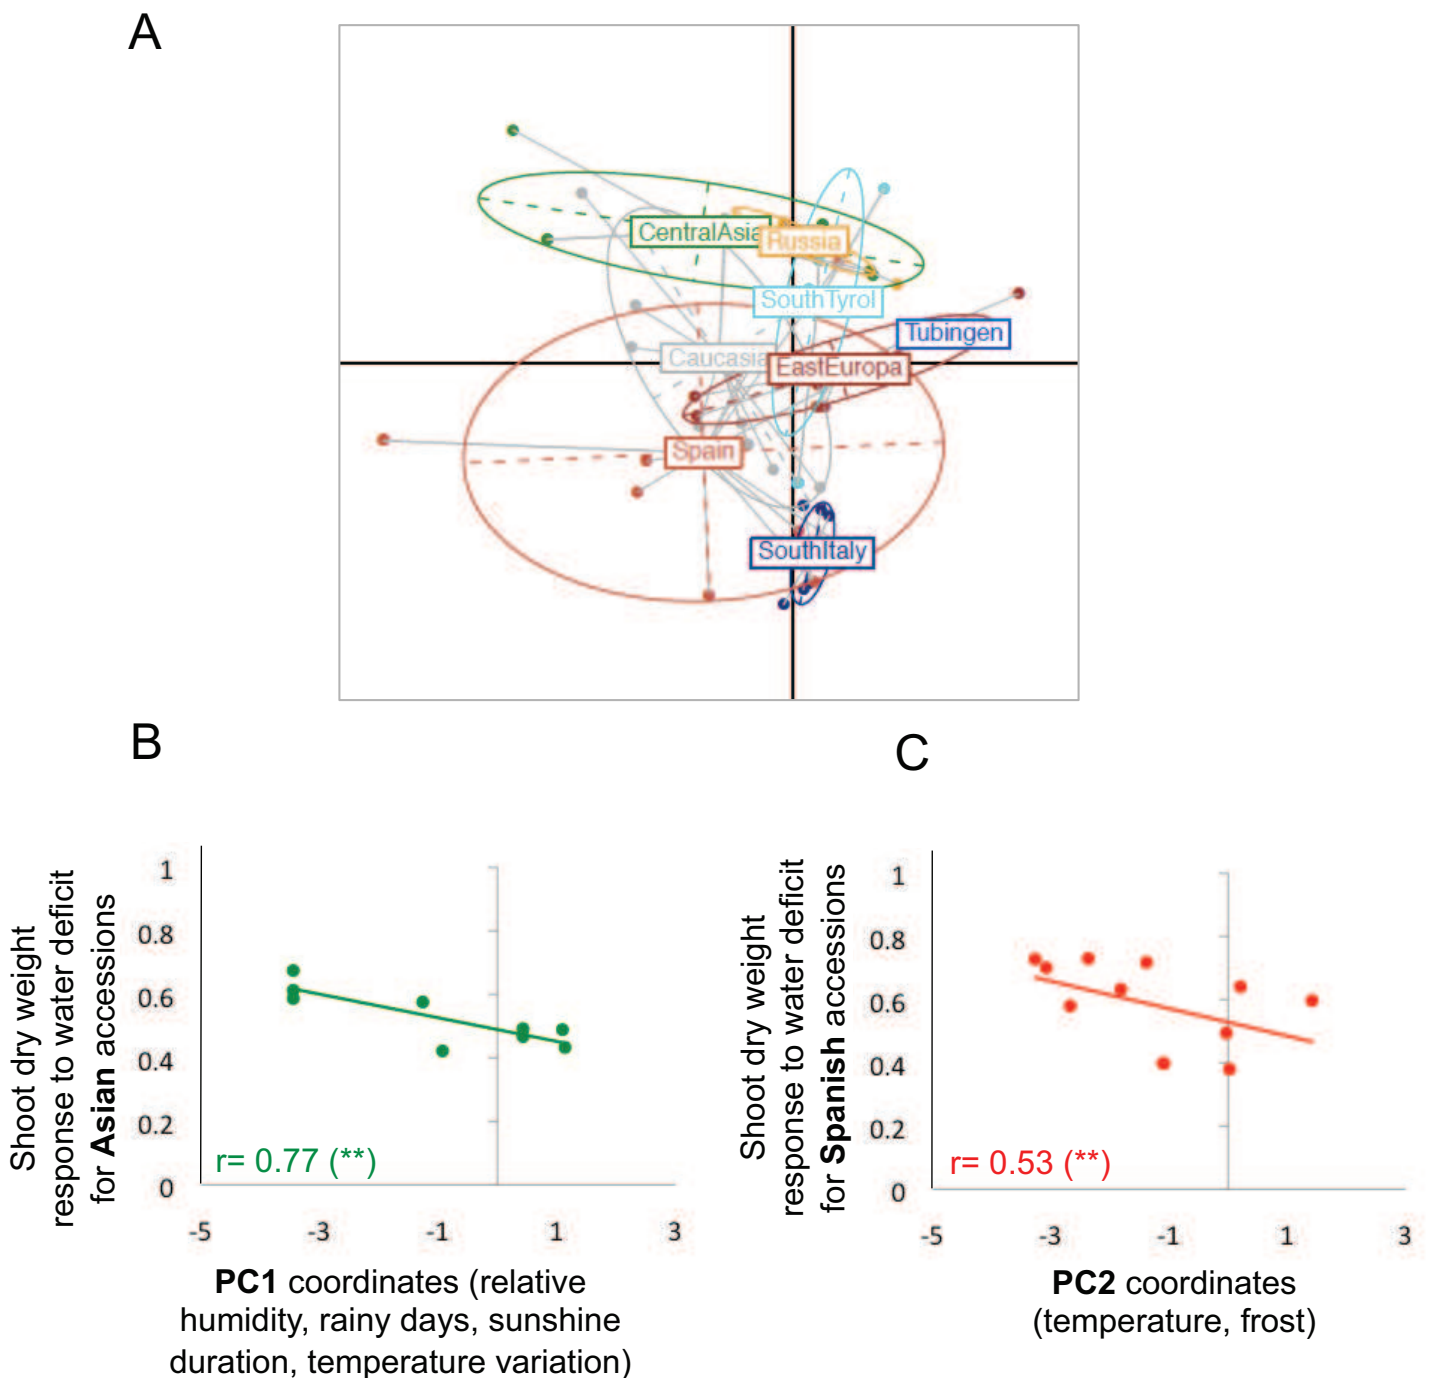 A
CentralAsia
Russia
SouthTyrol
Tubingen
Caucasia
EastEuropa
Spain
SouthItaly
B
Shoot dry weight
response to water deficit
for Asian accessions
1
0.8
0.6
0.4
0.2
0
r= 0.77 (**)
-5 -3 -1 1 3
PC1 coordinates (relative
humidity, rainy days, sunshine
duration, temperature variation)
C
Shoot dry weight
response to water deficit
for Spanish accessions
1
0.8
0.6
0.4
0.2
0
r= 0.53 (**)
-5 -3 -1 1 3
PC2 coordinates
(temperature, frost)